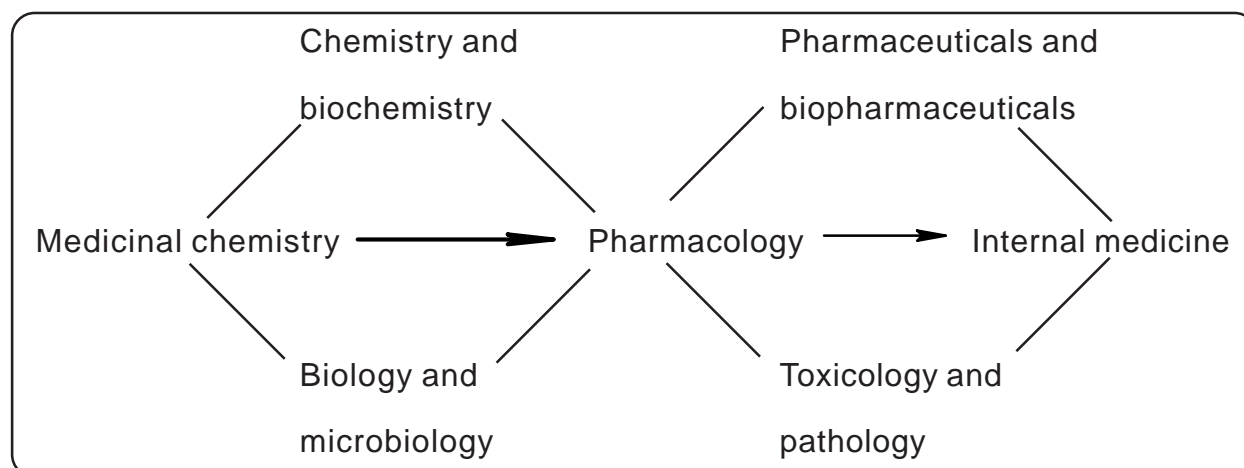 Chemistry and
biochemistry
Pharmaceuticals and
biopharmaceuticals
Medicinal chemistry
Pharmacology
Internal medicine
Biology and
microbiology
Toxicology and
pathology